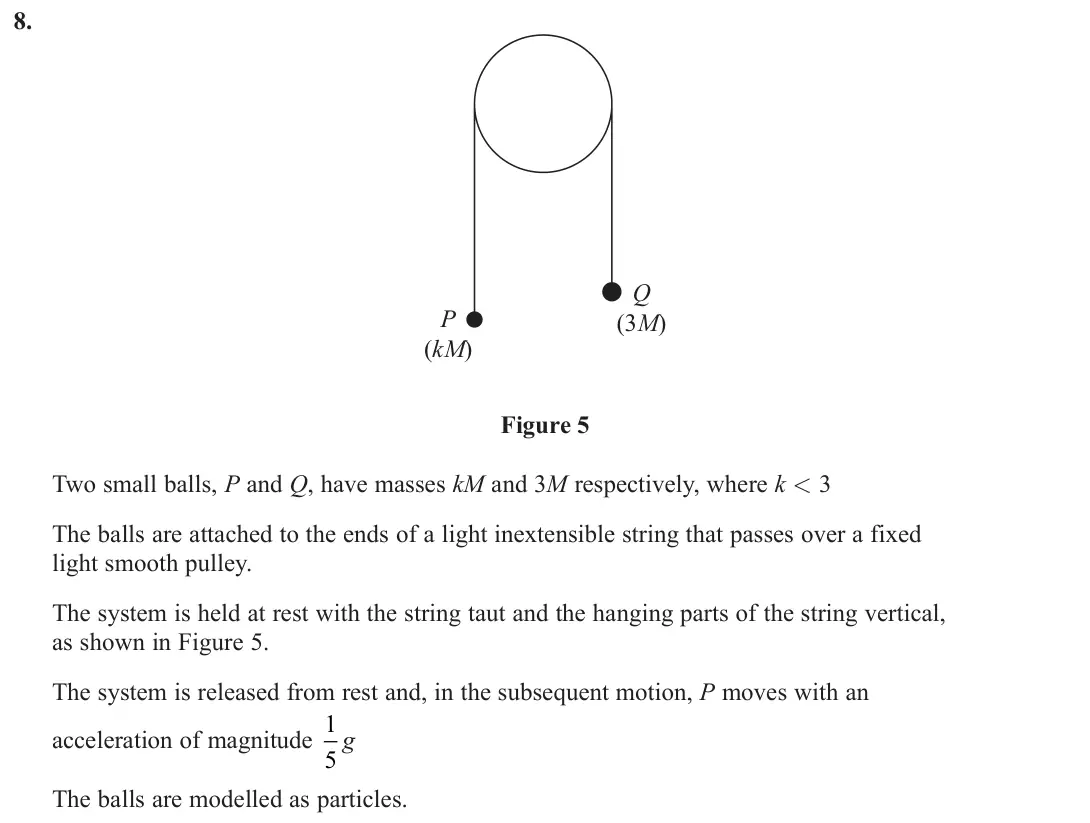 8.
P
(kM)
Q
(3M)
Figure 5
Two small balls, P and Q, have masses kM and 3M respectively, where k < 3
The balls are attached to the ends of a light inextensible string that passes over a fixed
light smooth pulley.
The system is held at rest with the string taut and the hanging parts of the string vertical,
as shown in Figure 5.
The system is released from rest and, in the subsequent motion, P moves with an
acceleration of magnitude 1/5 g
The balls are modelled as particles.